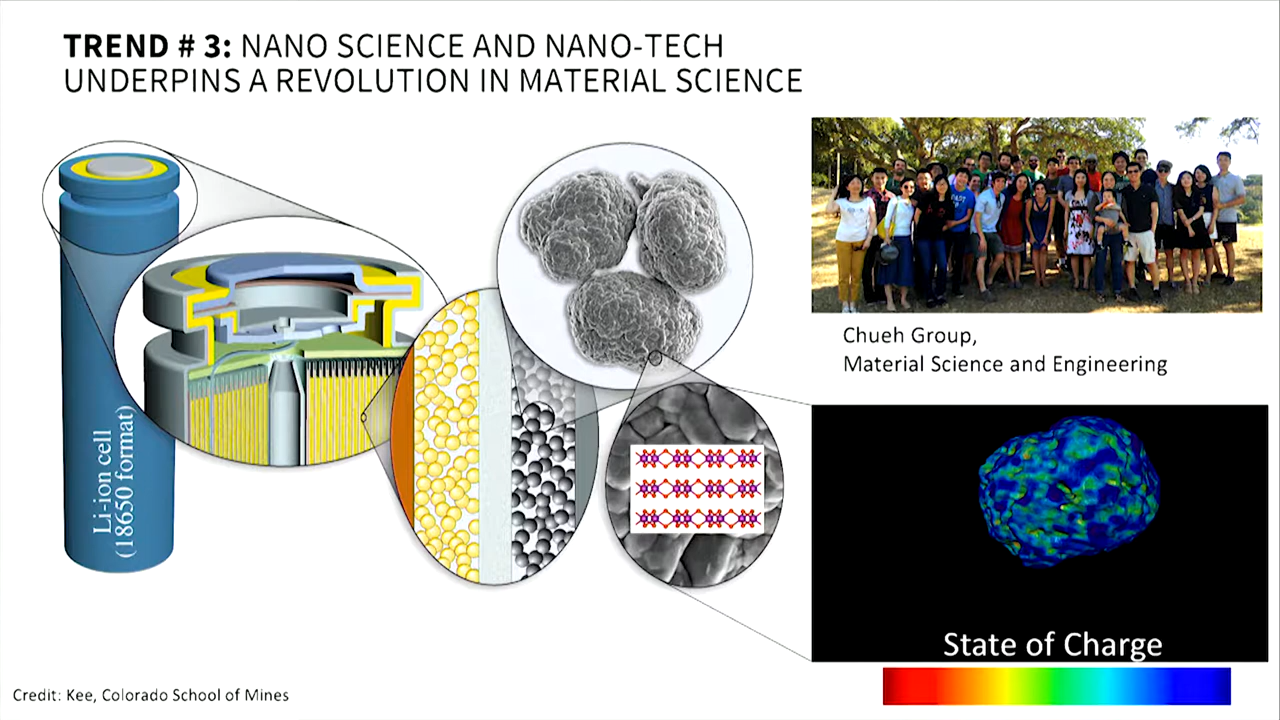 TREND # 3: NANO SCIENCE AND NANO-TECH
UNDERPINS A REVOLUTION IN MATERIAL SCIENCE
Li-ion cell
(18650 format)
Chueh Group,
Material Science and Engineering
State of Charge
Credit: Kee, Colorado School of Mines